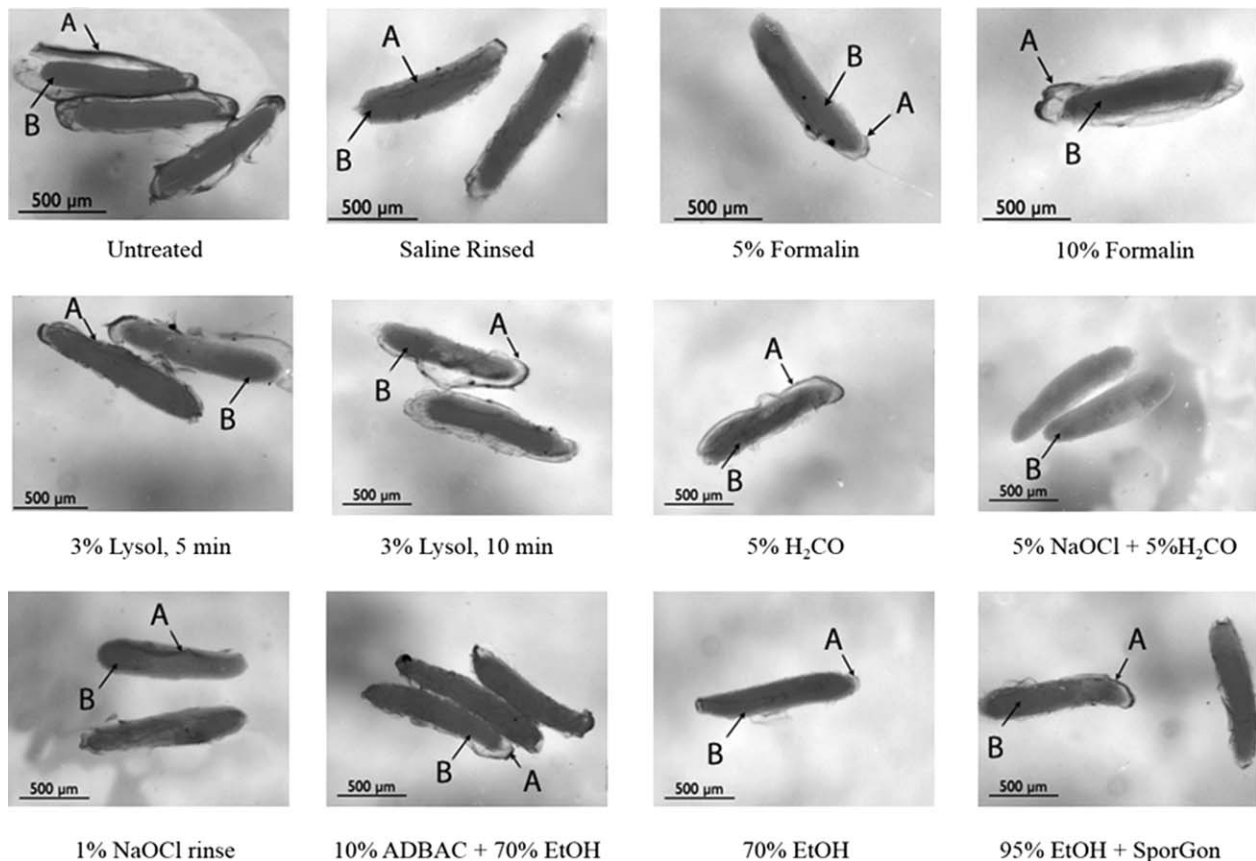 A
B
500 µm
Untreated
A
B
500 µm
Saline Rinsed
B
A
500 µm
5% Formalin
A
B
500 µm
10% Formalin
A
B
500 µm
3% Lysol, 5 min
A
B
500 µm
3% Lysol, 10 min
A
B
500 µm
5% H₂CO
B
500 µm
5% NaOCl + 5%H₂CO
A
B
500 µm
1% NaOCl rinse
B
A
500 µm
10% ADBAC + 70% EtOH
A
B
500 µm
70% EtOH
A
B
500 µm
95% EtOH + SporGon